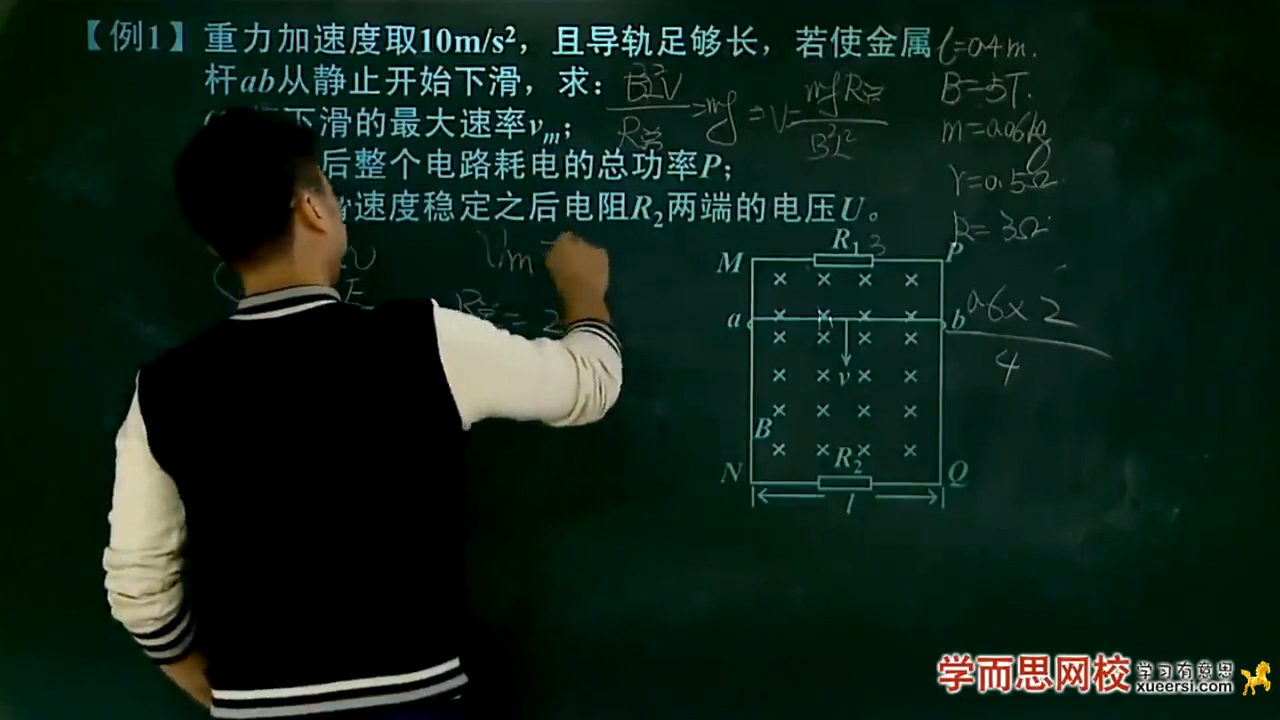 【例1】重力加速度取10m/s²，且导轨足够长，若使金属
杆ab从静止开始下滑，求：
下滑的最大速率vm；
后整个电路耗电的总功率P；
速度稳定之后电阻R2两端的电压U。
B²L²V
R总
=mg
⇒V=
mgR总
B²L²
l=0.4m.
B=5T.
m=0.06kg
r=0.5Ω
R=3Ω
Vm
R总=2
R1 3
M
P
a
b
v
B
R2
N
Q
l
0.6×2
4
学而思网校
学习有意思
xueersi.com